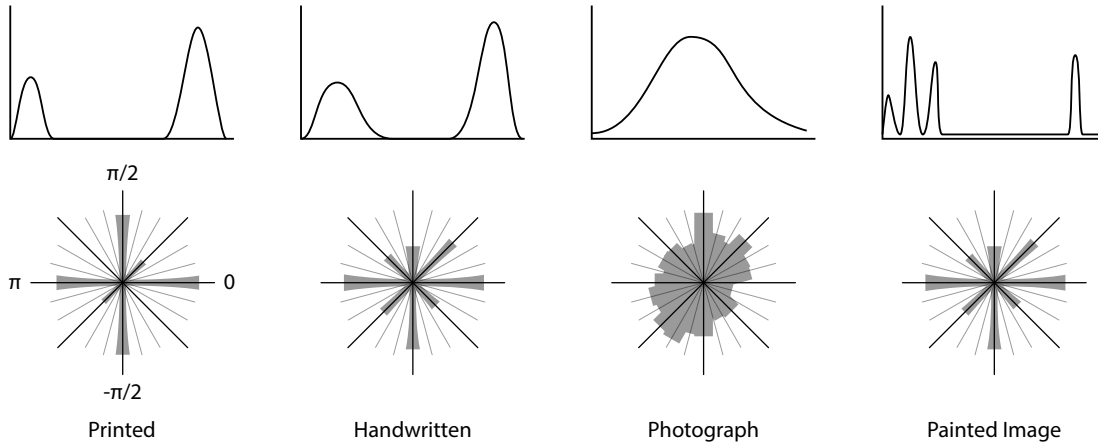 π/2
π
0
-π/2
Printed
Handwritten
Photograph
Painted Image